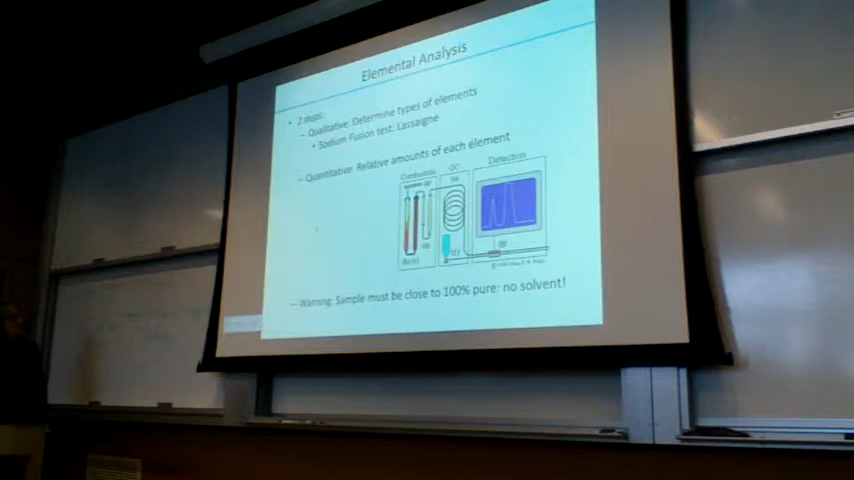 Elemental Analysis
• 2 steps:
– Qualitative: Determine types of elements
• Sodium Fusion test: Lassaigne
– Quantitative: Relative amounts of each element
Combustion GC Detection
– Warning: Sample must be close to 100% pure: no solvent!